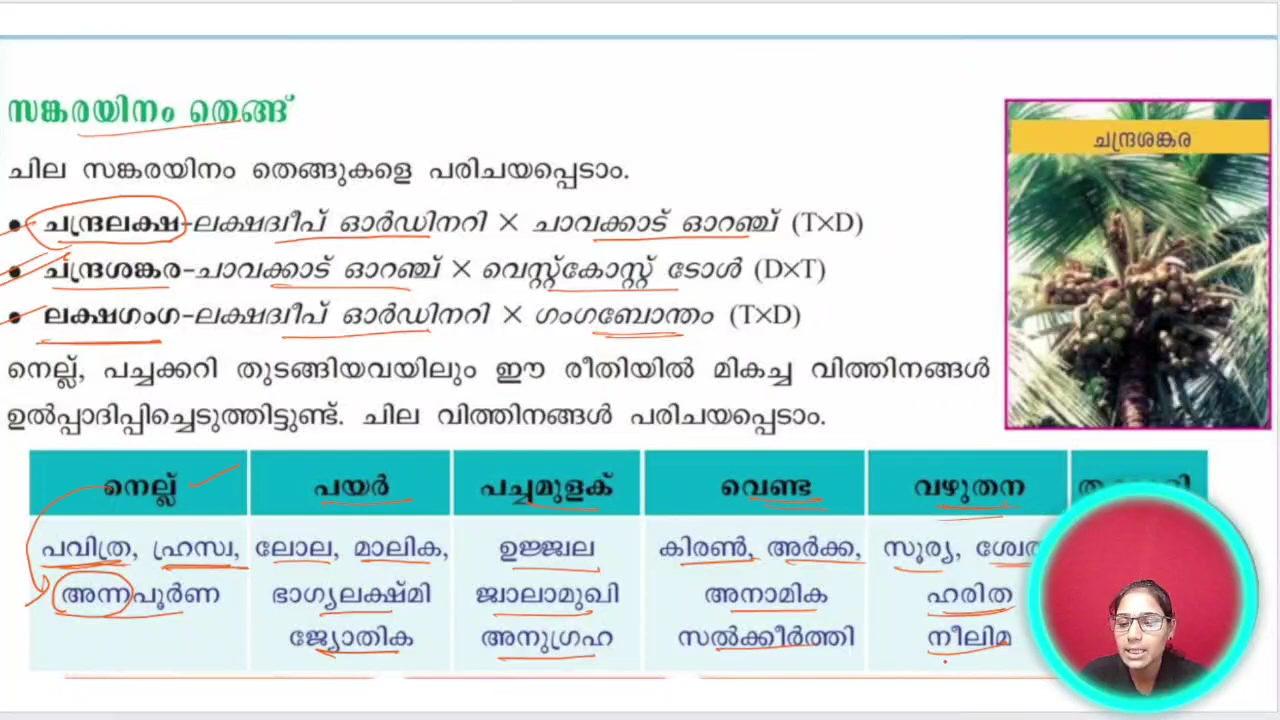 സങ്കരയിനം തെങ്ങ്
ചില സങ്കരയിനം തെങ്ങുകളെ പരിചയപ്പെടാം.
• ചന്ദ്രലക്ഷ-ലക്ഷദ്വീപ് ഓർഡിനറി × ചാവക്കാട് ഓറഞ്ച് (T×D)
• ചന്ദ്രശങ്കര-ചാവക്കാട് ഓറഞ്ച് × വെസ്റ്റ്കോസ്റ്റ് ടോൾ (D×T)
• ലക്ഷഗംഗ-ലക്ഷദ്വീപ് ഓർഡിനറി × ഗംഗബോന്തം (T×D)
ചന്ദ്രശങ്കര
നെല്ല്, പച്ചക്കറി തുടങ്ങിയവയിലും ഈ രീതിയിൽ മികച്ച വിത്തിനങ്ങൾ
ഉൽപ്പാദിപ്പിച്ചെടുത്തിട്ടുണ്ട്. ചില വിത്തിനങ്ങൾ പരിചയപ്പെടാം.
നെല്ല് പയർ പച്ചമുളക് വെണ്ട വഴുതന
പവിത്ര, ഹ്രസ്വ, ലോല, മാലിക, ഉജ്ജ്വല കിരൺ, അർക്ക, സൂര്യ,
അന്നപൂർണ ഭാഗ്യലക്ഷ്മി ജ്വാലാമുഖി അനാമിക ഹരിത
ജ്യോതിക അനുഗ്രഹ സൽക്കീർത്തി നീലിമ